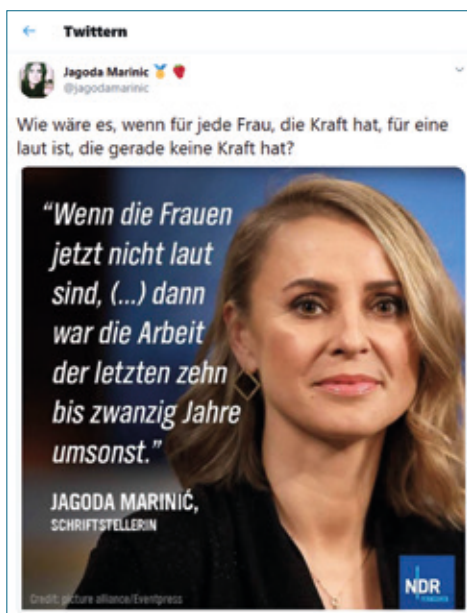 Twittern
Jagoda Marinic
@jagodamarinic
Wie wäre es, wenn für jede Frau, die Kraft hat, für eine
laut ist, die gerade keine Kraft hat?
“Wenn die Frauen
jetzt nicht laut
sind, (...) dann
war die Arbeit
der letzten zehn
bis zwanzig Jahre
umsonst.”
JAGODA MARINIĆ,
SCHRIFTSTELLERIN
Credit: picture alliance/Eventpress
NDR